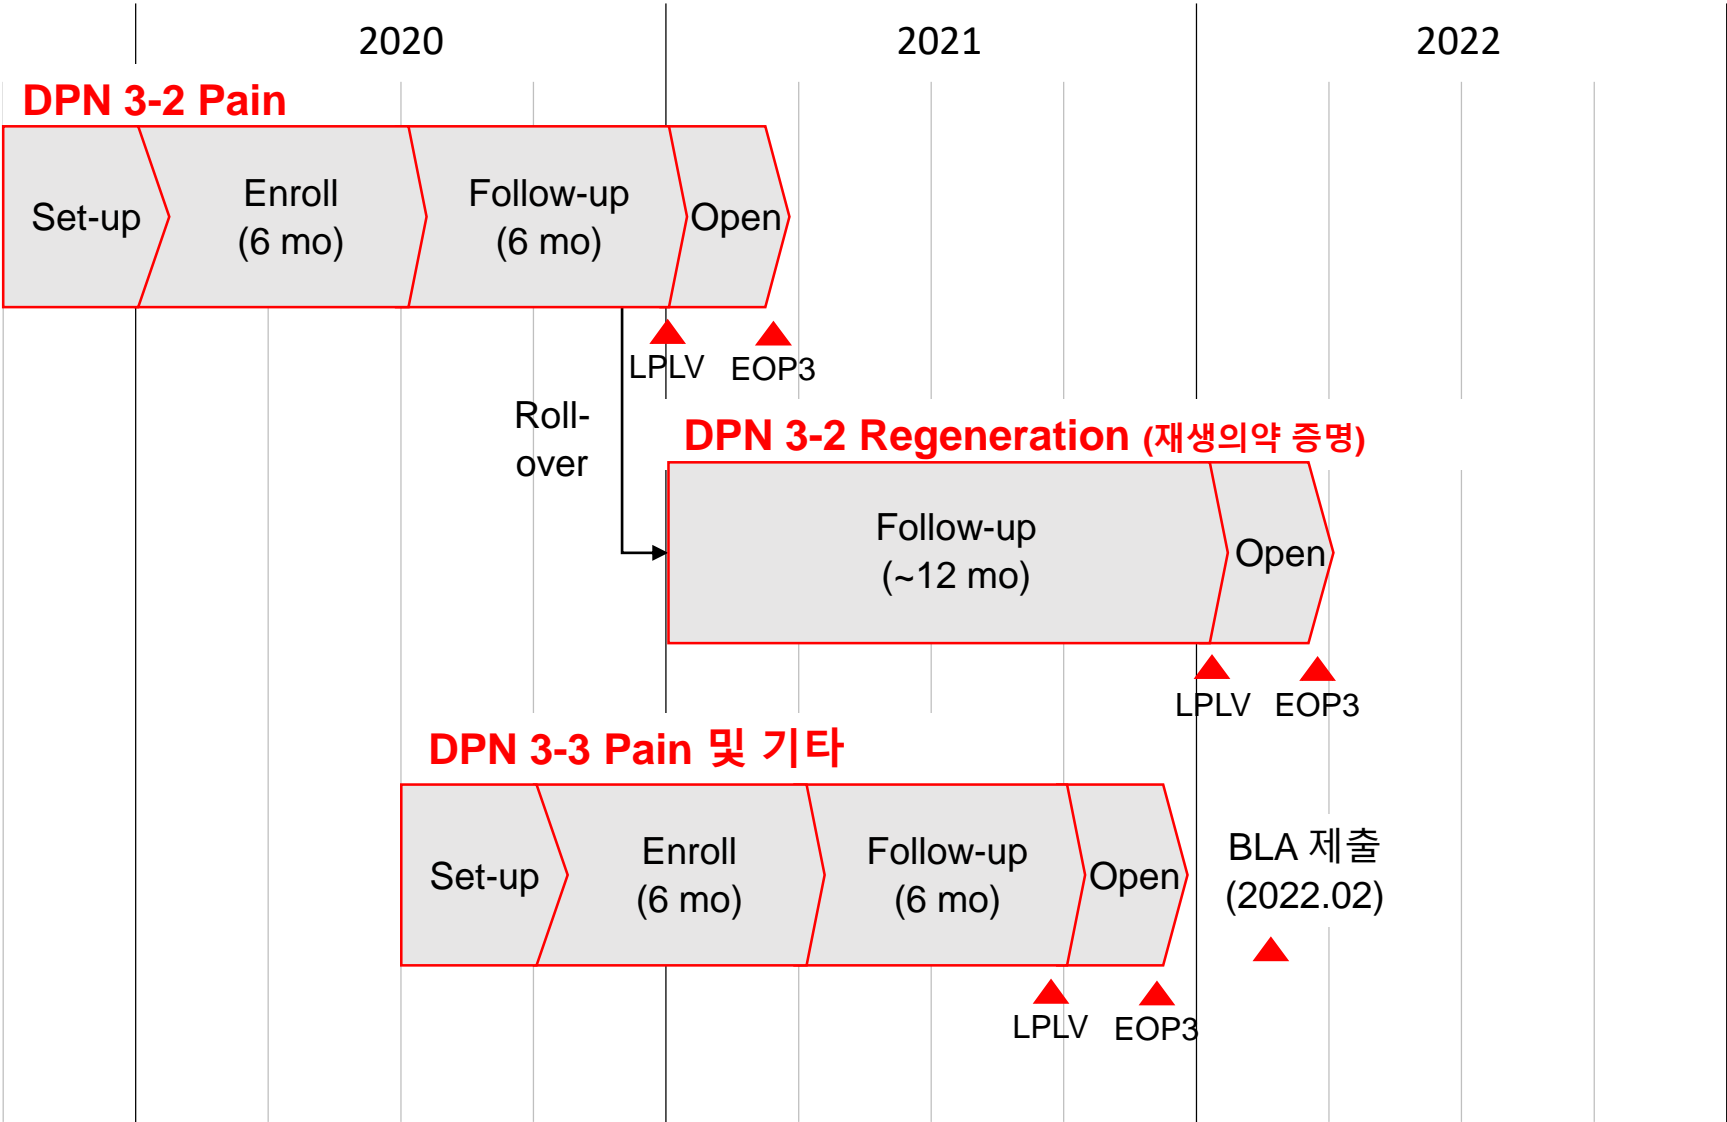 2020
2021
2022
DPN 3-2 Pain
Set-up
Enroll
(6 mo)
Follow-up
(6 mo)
Open
LPLV
EOP3
Roll-
over
DPN 3-2 Regeneration (재생의약 증명)
Follow-up
(~12 mo)
Open
LPLV
EOP3
DPN 3-3 Pain 및 기타
Set-up
Enroll
(6 mo)
Follow-up
(6 mo)
Open
BLA 제출
(2022.02)
LPLV
EOP3